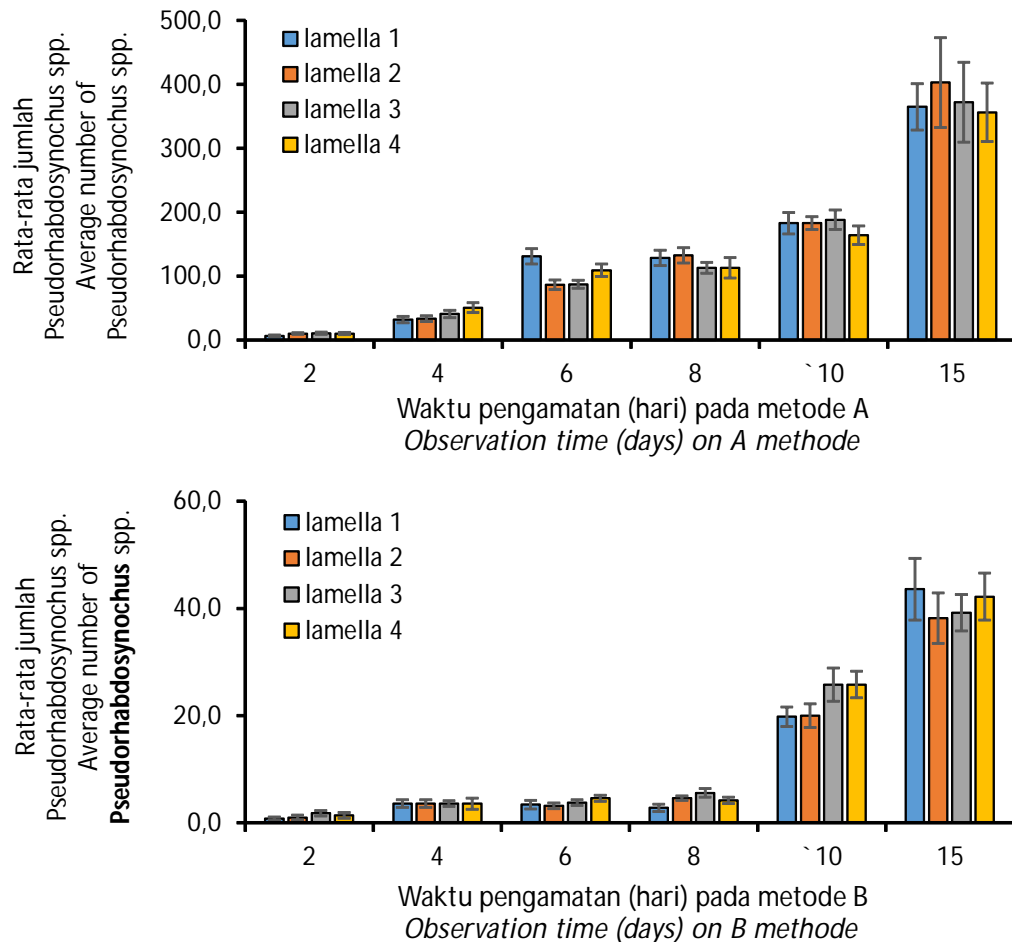 Rata-rata jumlah
Pseudorhabdosynochus spp.
Average number of
Pseudorhabdosynochus spp.
500,0
400,0
300,0
200,0
100,0
0,0
lamella 1
lamella 2
lamella 3
lamella 4
2 4 6 8 `10 15
Waktu pengamatan (hari) pada metode A
Observation time (days) on A methode
Rata-rata jumlah
Pseudorhabdosynochus spp.
Average number of
Pseudorhabdosynochus spp.
60,0
40,0
20,0
0,0
lamella 1
lamella 2
lamella 3
lamella 4
2 4 6 8 `10 15
Waktu pengamatan (hari) pada metode B
Observation time (days) on B methode